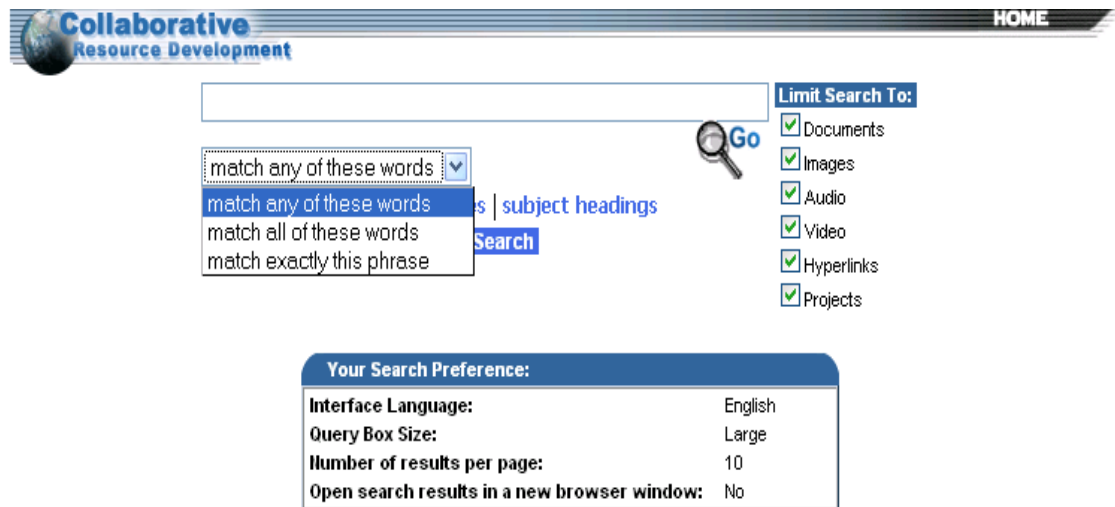 Collaborative
Resource Development
HOME
Limit Search To:
Go
Documents
Images
Audio
Video
Hyperlinks
Projects
match any of these words
match any of these words
match all of these words
match exactly this phrase
s | subject headings
Search
Your Search Preference:
Interface Language: English
Query Box Size: Large
Number of results per page: 10
Open search results in a new browser window: No